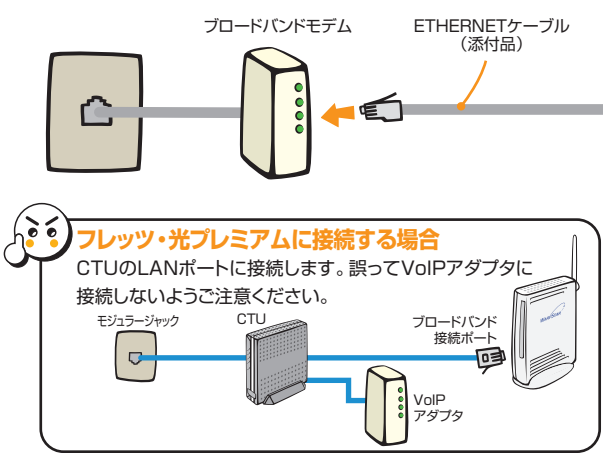 ブロードバンドモデム
ETHERNETケーブル
（添付品）
フレッツ・光プレミアムに接続する場合
CTUのLANポートに接続します。誤ってVoIPアダプタに
接続しないようご注意ください。
モジュラージャック
CTU
ブロードバンド
接続ポート
VoIP
アダプタ